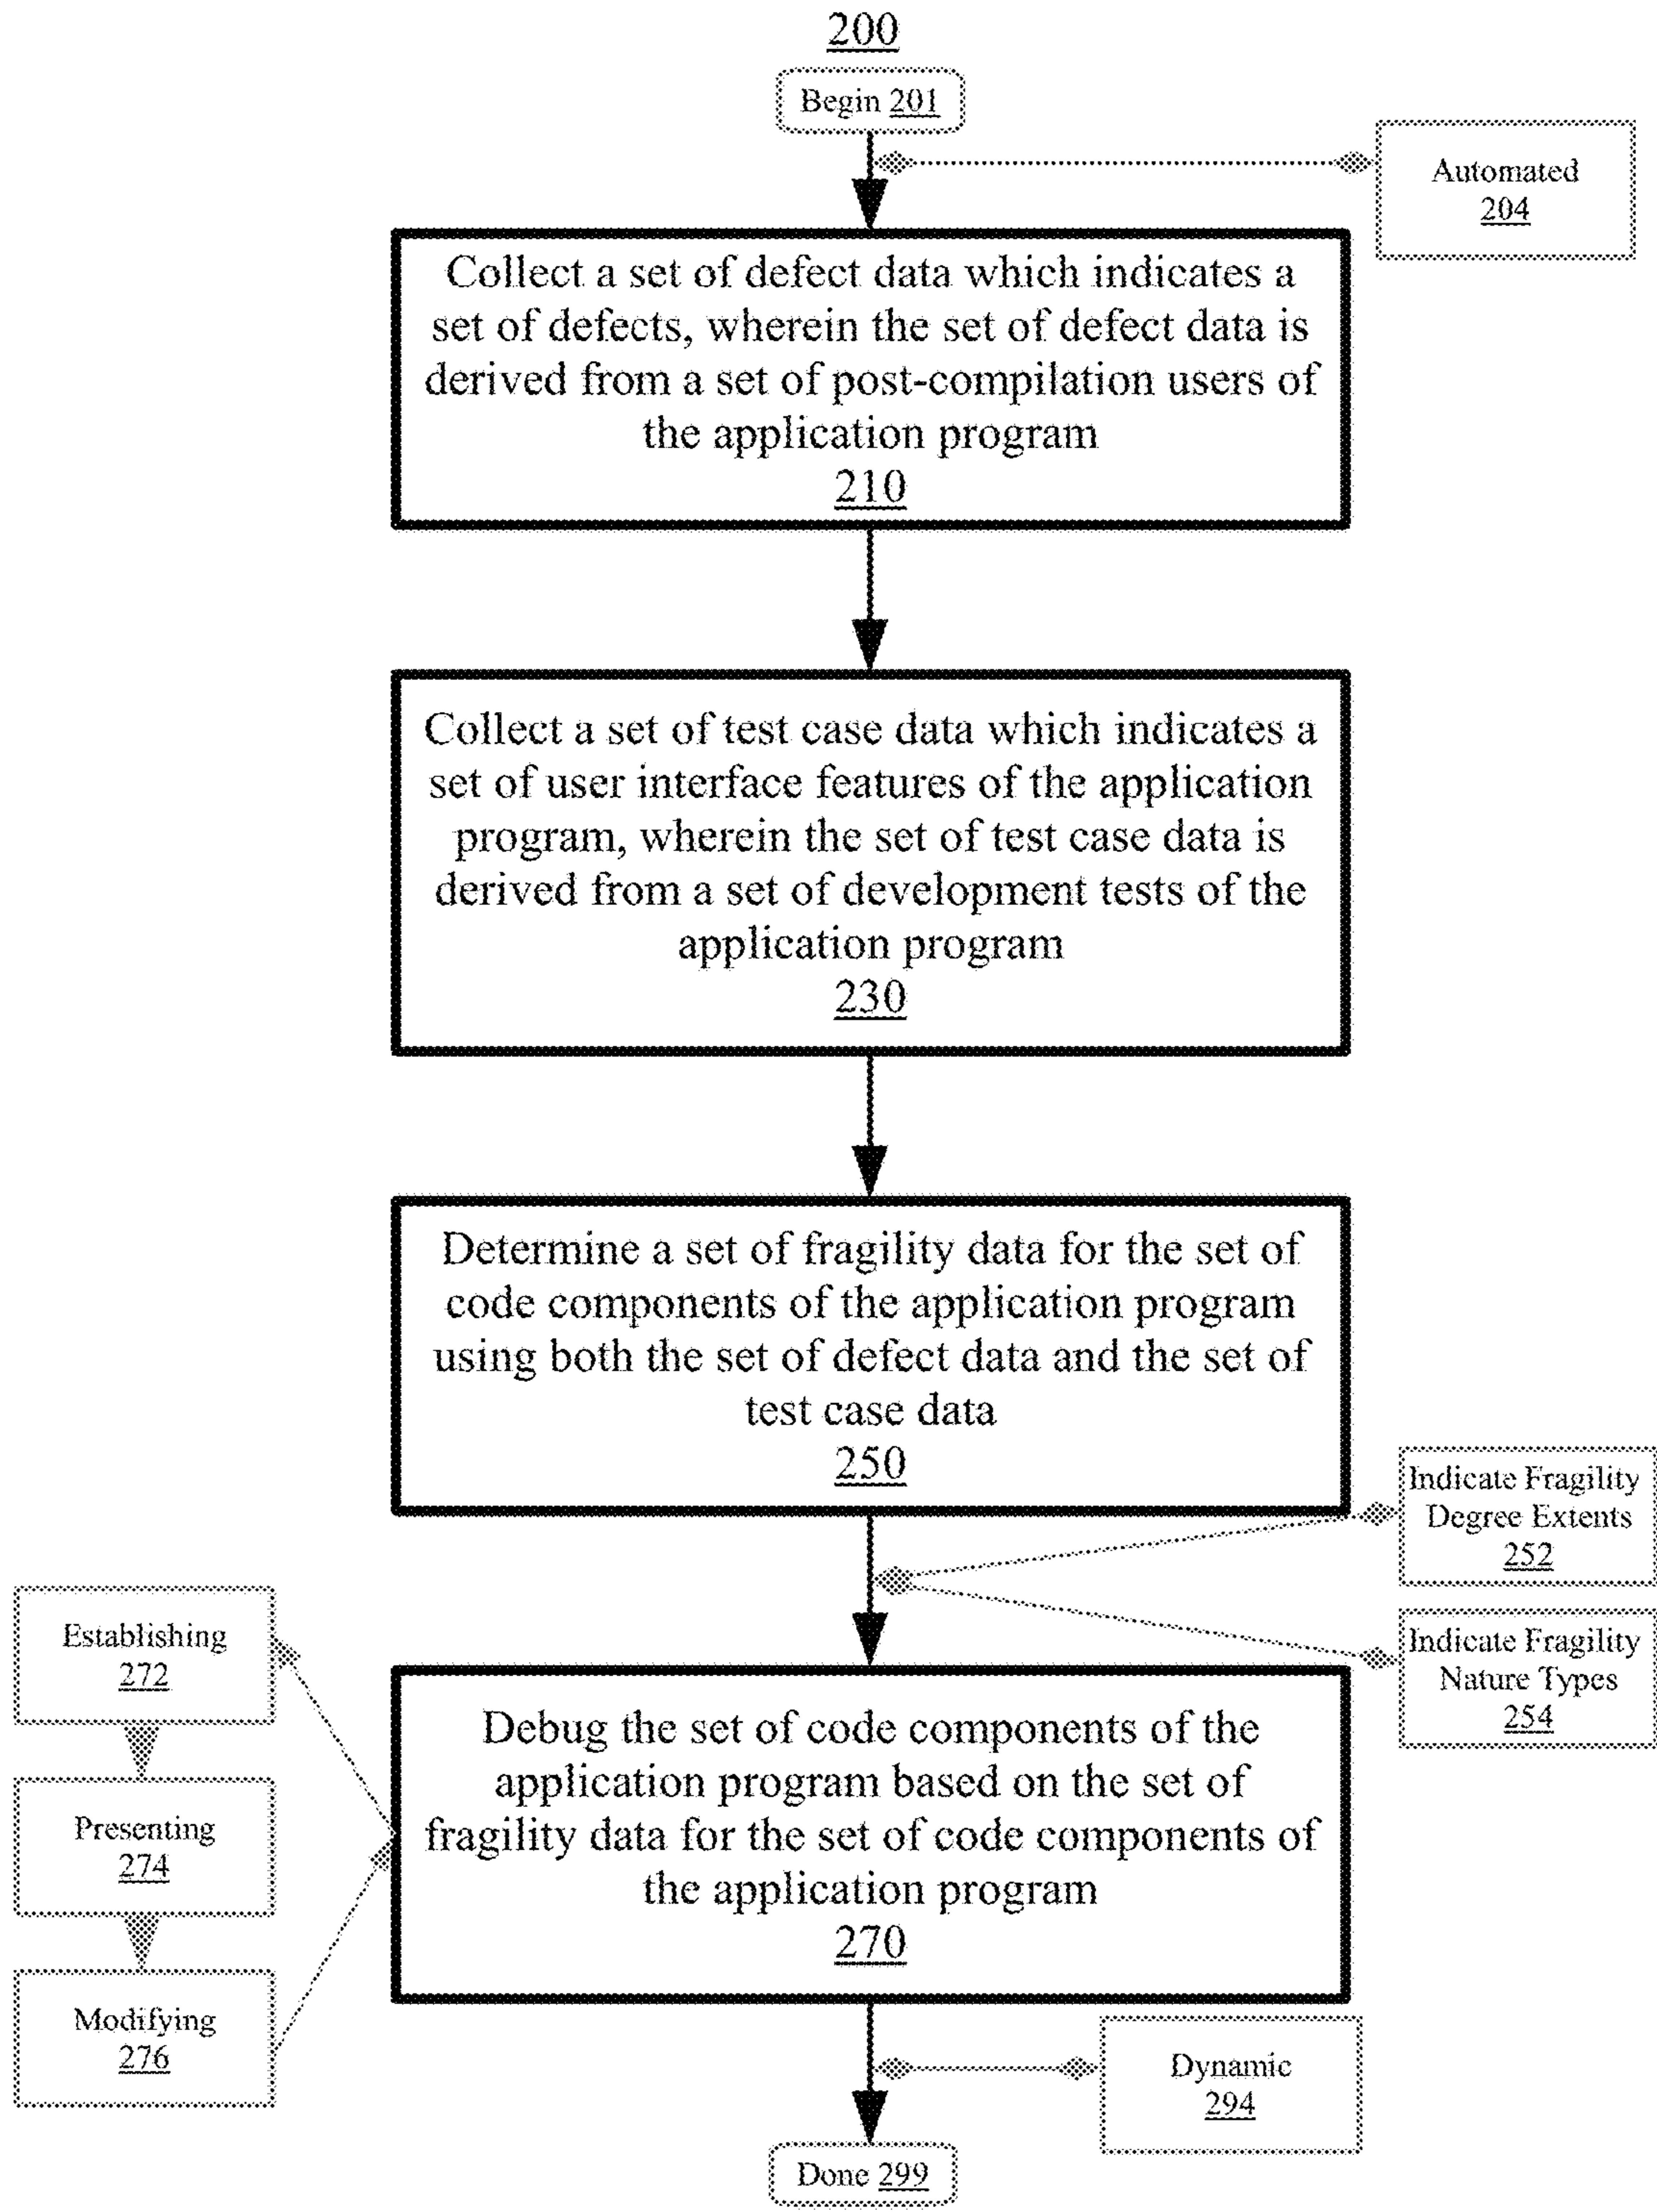 200
Begin 201
Automated
204
Collect a set of defect data which indicates a
set of defects, wherein the set of defect data is
derived from a set of post-compilation users of
the application program
210
Collect a set of test case data which indicates a
set of user interface features of the application
program, wherein the set of test case data is
derived from a set of development tests of the
application program
230
Determine a set of fragility data for the set of
code components of the application program
using both the set of defect data and the set of
test case data
250
Indicate Fragility
Degree Extents
252
Indicate Fragility
Nature Types
254
Establishing
272
Presenting
274
Modifying
276
Debug the set of code components of the
application program based on the set of
fragility data for the set of code components of
the application program
270
Dynamic
294
Done 299